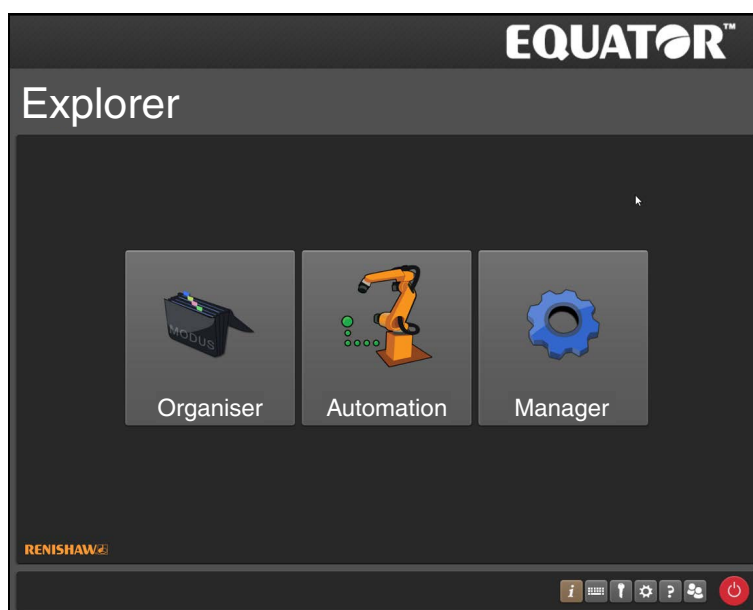 EQUATOR™
Explorer
MODUS
Organiser
Automation
Manager
RENISHAW
i
?